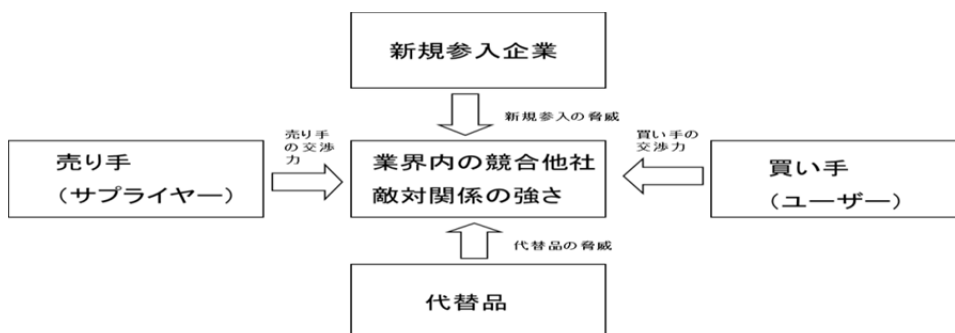 新規参入企業
新規参入の脅威
売り手
の交渉
力
買い手の
交渉力
売り手
（サプライヤー）
業界内の競合他社
敵対関係の強さ
買い手
（ユーザー）
代替品の脅威
代替品